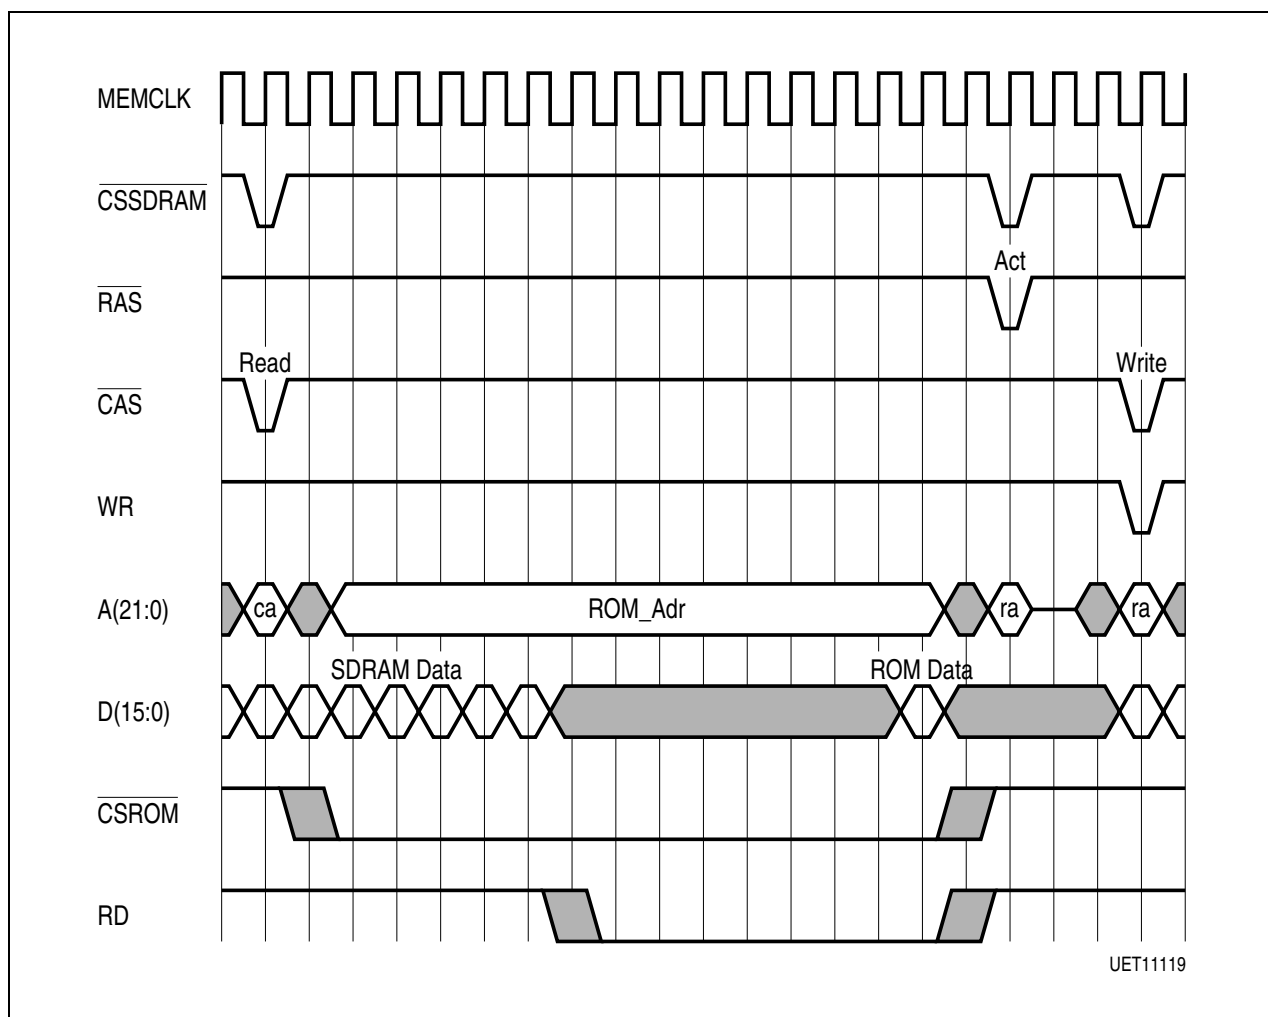 MEMCLK
CSSDRAM
Act
RAS
Read
Write
CAS
WR
A(21:0) ca ROM_Adr ra ra
SDRAM Data ROM Data
D(15:0)
CSROM
RD
UET11119